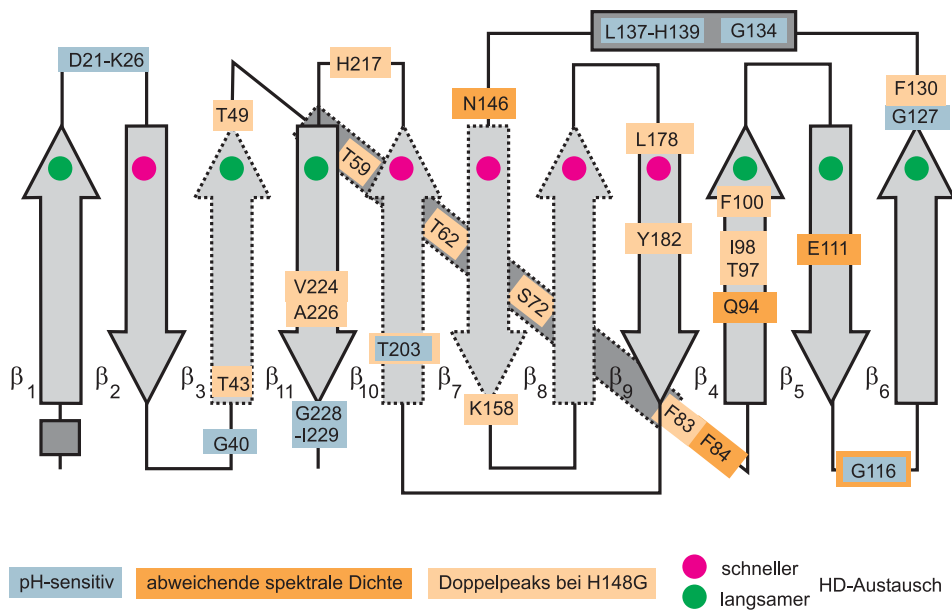 L137-H139 G134
D21-K26
H217
F130
T49
N146
G127
L178
T59
F100
T62
Y182
I98
E111
T97
V224
S72
A226
Q94
T203
β1
β2
β3
T43
β11
β10
β7
β8
β9
β4
β5
β6
K158
G228
-I229
F83
G40
F84
G116
pH-sensitiv
abweichende spektrale Dichte
Doppelpeaks bei H148G
schneller
langsamer
HD-Austausch